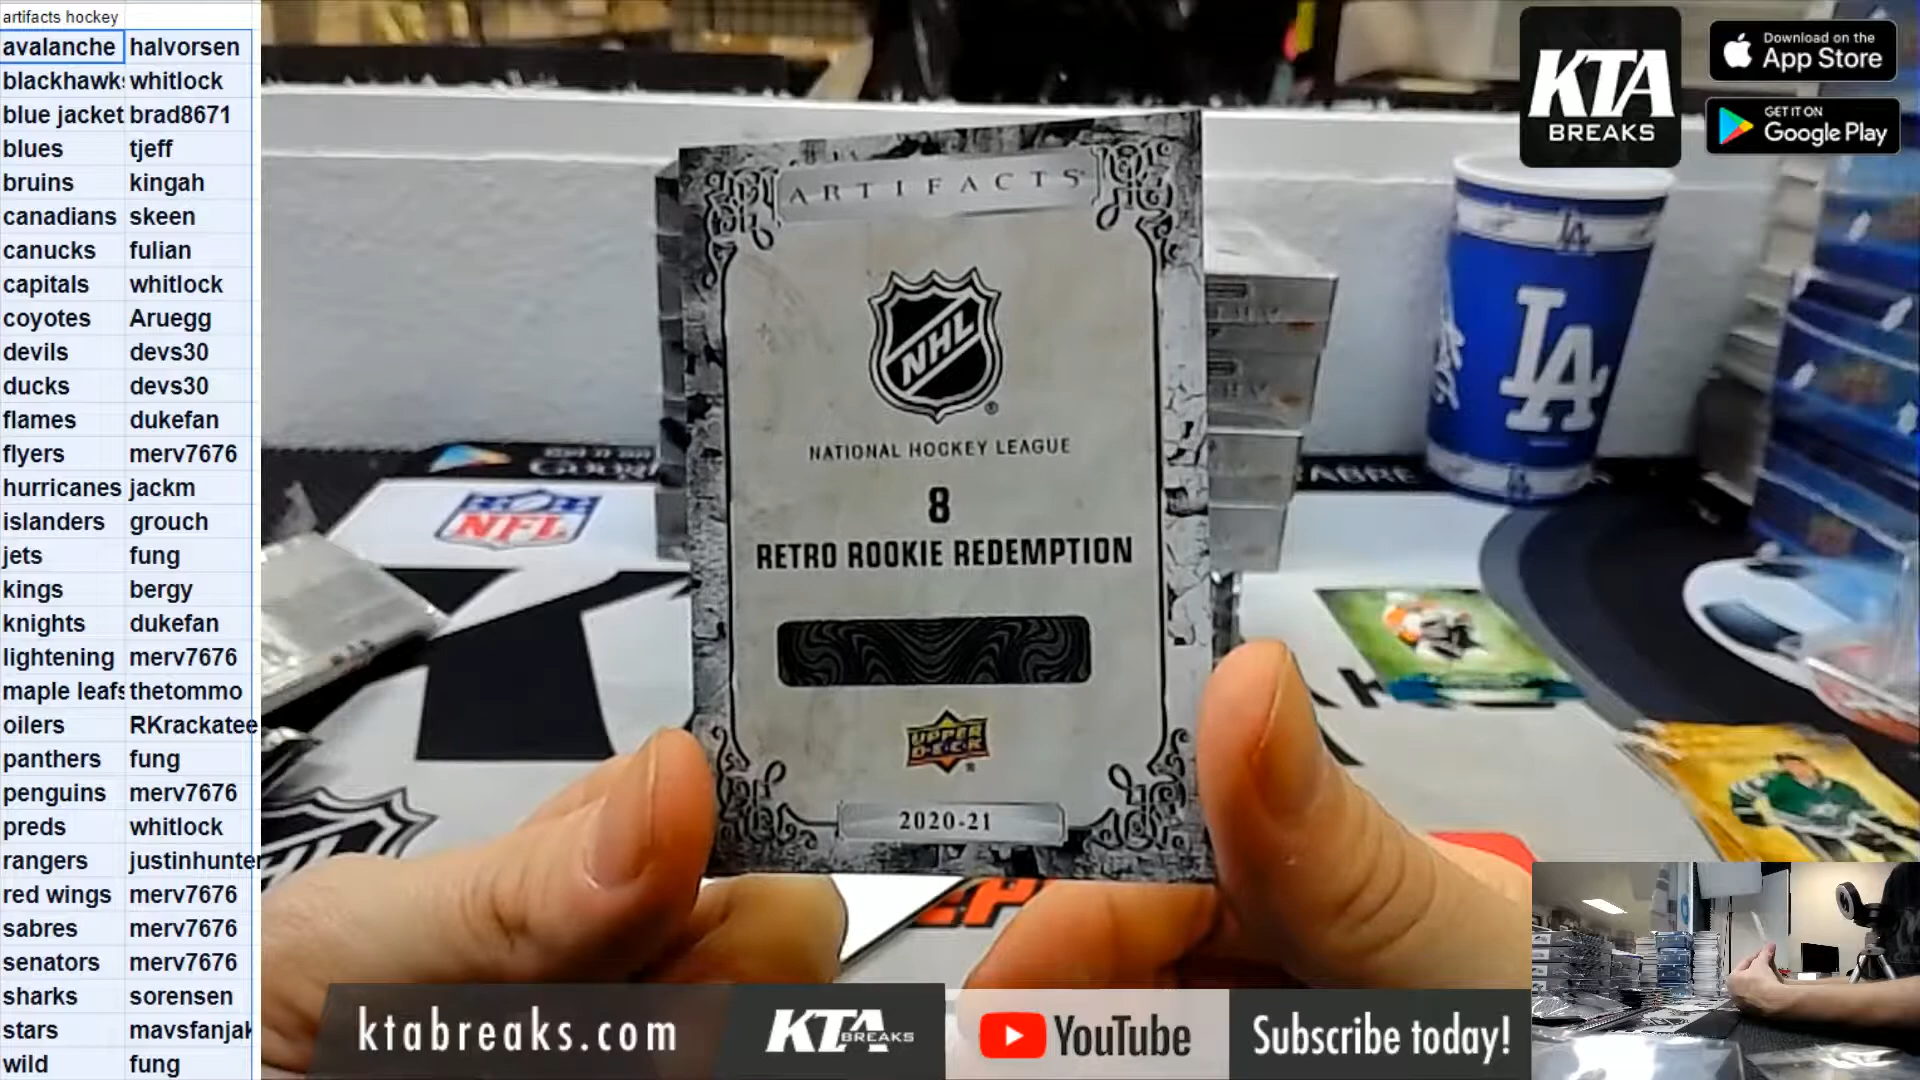 artifacts hockey
avalanche halvorsen
blackhawks whitlock
blue jacket brad8671
blues tjeff
bruins kingah
canadians skeen
canucks fulian
capitals whitlock
coyotes Aruegg
devils devs30
ducks devs30
flames dukefan
flyers merv7676
hurricanes jackm
islanders grouch
jets fung
kings bergy
knights dukefan
lightening merv7676
maple leafs thetommo
oilers RKrackatee
panthers fung
penguins merv7676
preds whitlock
rangers justinhunter
red wings merv7676
sabres merv7676
senators merv7676
sharks sorensen
stars mavsfanjak
wild fung
ARTIFACTS
NHL
NATIONAL HOCKEY LEAGUE
8
RETRO ROOKIE REDEMPTION
UPPER
DECK
2020-21
KTA
BREAKS
Download on the
App Store
GET IT ON
Google Play
LA
NFL
ktabreaks.com
KTA BREAKS
YouTube
Subscribe today!